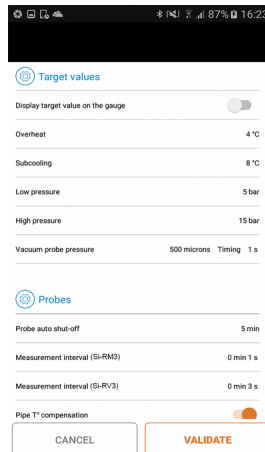 87% 16:23
Target values
Display target value on the gauge
Overheat 4 °C
Subcooling 8 °C
Low pressure 5 bar
High pressure 15 bar
Vacuum probe pressure 500 microns Timing 1 s
Probes
Probe auto shut-off 5 min
Measurement interval (Si-RM3) 0 min 1 s
Measurement interval (Si-RV3) 0 min 3 s
Pipe T° compensation
CANCEL VALIDATE